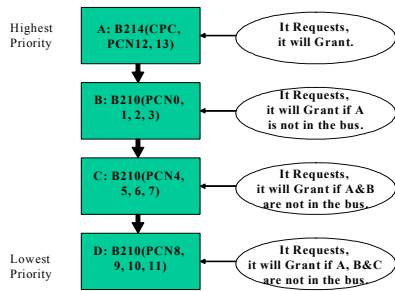 Highest
Priority
A: B214(CPC,
PCN12, 13)
It Requests,
it will Grant.
B: B210(PCN0,
1, 2, 3)
It Requests,
it will Grant if A
is not in the bus.
C: B210(PCN4,
5, 6, 7)
It Requests,
it will Grant if A&B
are not in the bus.
Lowest
Priority
D: B210(PCN8,
9, 10, 11)
It Requests,
it will Grant if A, B&C
are not in the bus.